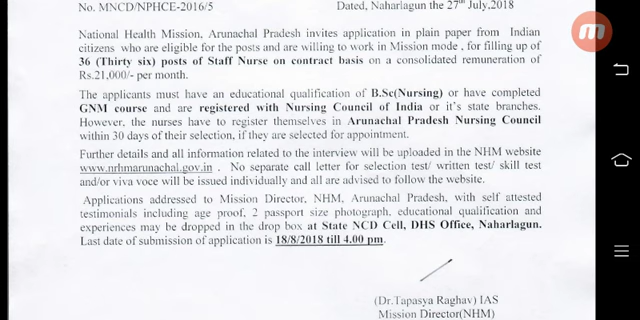 No. MNCD/NPHCE-2016/5 Dated, Naharlagun the 27th July,2018
National Health Mission, Arunachal Pradesh invites application in plain paper from Indian
citizens who are eligible for the posts and are willing to work in Mission mode , for filling up of
36 (Thirty six) posts of Staff Nurse on contract basis on a consolidated remuneration of
Rs.21,000/- per month.
The applicants must have an educational qualification of B.Sc(Nursing) or have completed
GNM course and are registered with Nursing Council of India or it's state branches.
However, the nurses have to register themselves in Arunachal Pradesh Nursing Council
within 30 days of their selection, if they are selected for appointment.
Further details and all information related to the interview will be uploaded in the NHM website
www.nrhmarunachal.gov.in . No separate call letter for selection test/ written test/ skill test
and/or viva voce will be issued individually and all are advised to follow the website.
Applications addressed to Mission Director, NHM, Arunachal Pradesh, with self attested
testimonials including age proof, 2 passport size photograph, educational qualification and
experiences may be dropped in the drop box at State NCD Cell, DHS Office, Naharlagun.
Last date of submission of application is 18/8/2018 till 4.00 pm.
(Dr.Tapasya Raghav) IAS
Mission Director(NHM)